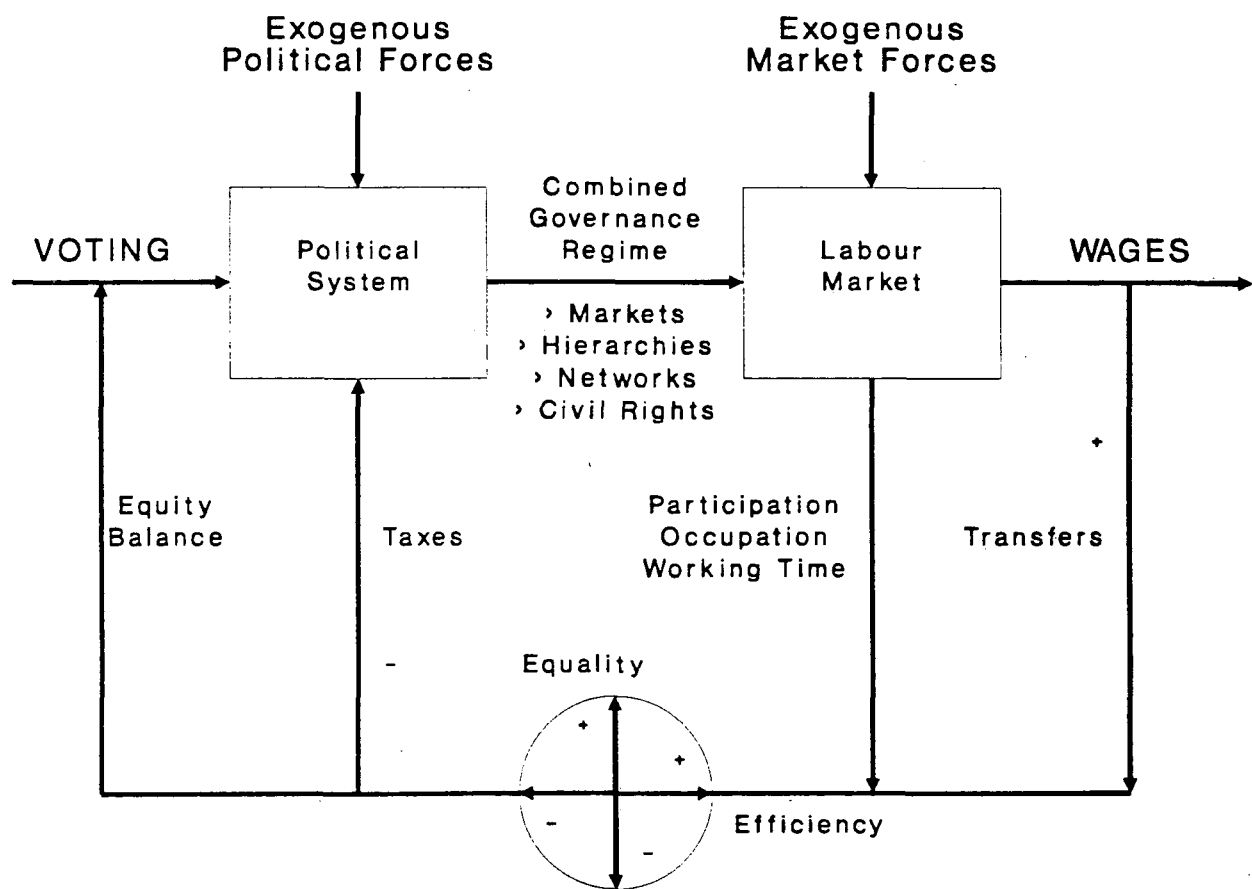 Exogenous
Political Forces
Exogenous
Market Forces
VOTING
Political
System
Combined
Governance
Regime
> Markets
> Hierarchies
> Networks
> Civil Rights
Labour
Market
WAGES
+
Equity
Balance
Taxes
Participation
Occupation
Working Time
Transfers
-
Equality
+
+
-
-
Efficiency